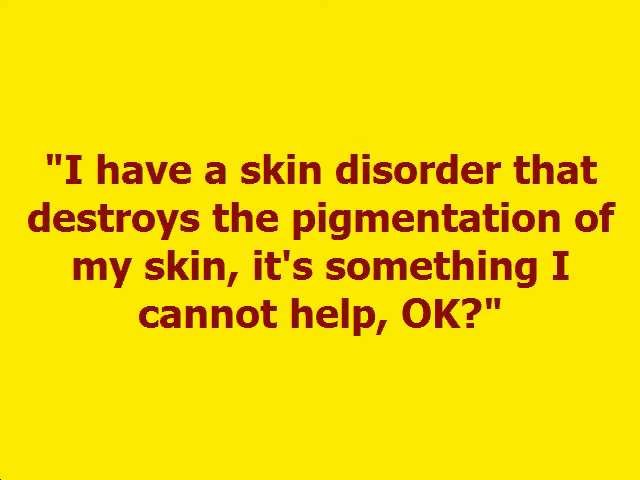 "I have a skin disorder that
destroys the pigmentation of
my skin, it's something I
cannot help, OK?"